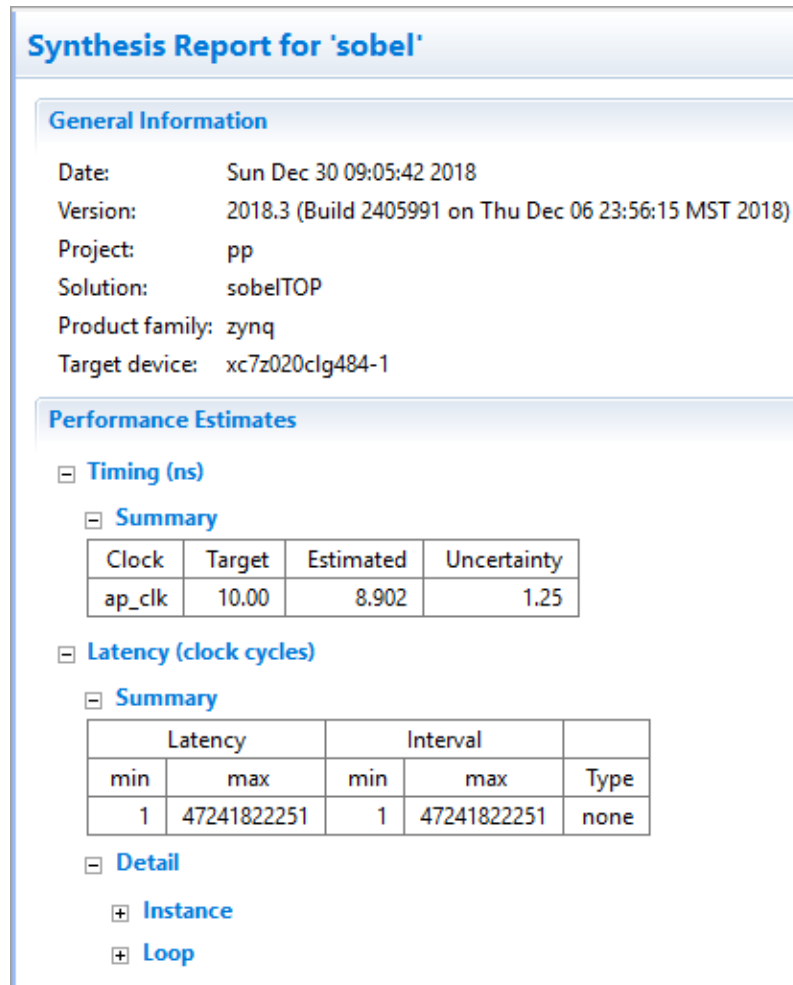 Synthesis Report for 'sobel'
General Information
Date: Sun Dec 30 09:05:42 2018
Version: 2018.3 (Build 2405991 on Thu Dec 06 23:56:15 MST 2018)
Project: pp
Solution: sobelTOP
Product family: zynq
Target device: xc7z020clg484-1
Performance Estimates
Timing (ns)
Summary
Clock Target Estimated Uncertainty
ap_clk 10.00 8.902 1.25
Latency (clock cycles)
Summary
Latency Interval
min max min max Type
1 47241822251 1 47241822251 none
Detail
Instance
Loop